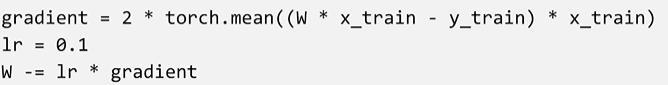 gradient = 2 * torch.mean((W * x_train - y_train) * x_train)
lr = 0.1
W -= lr * gradient